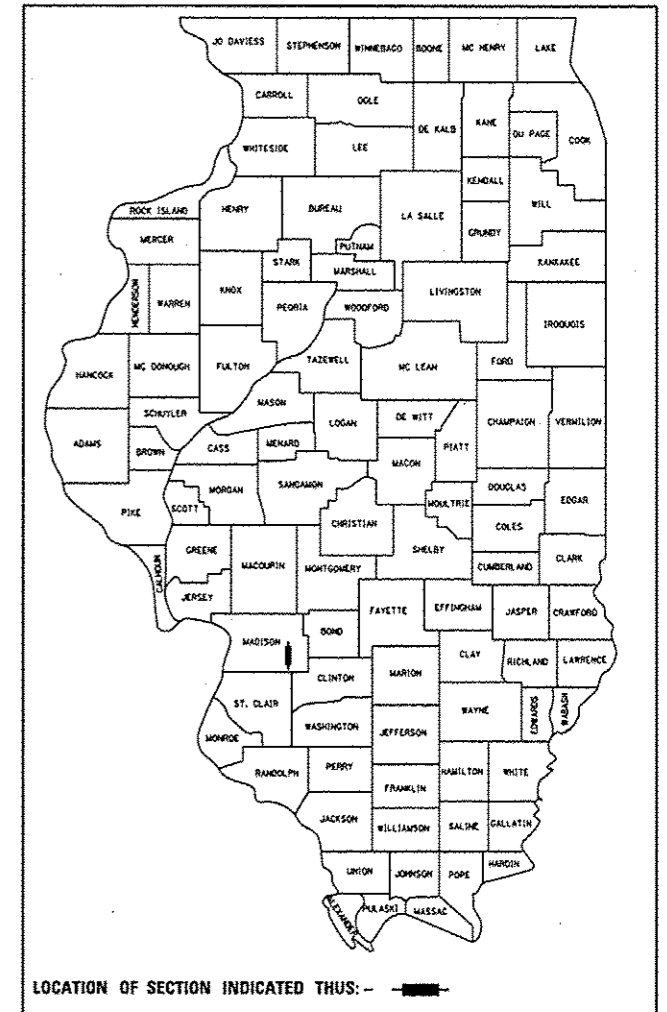 JO DAVIESS STEPHENSON WINNEBAGO BOONE MC HENRY LAKE
CARROLL OGLE DE KALB KANE DU PAGE COOK
WHITESIDE LEE KENDALL WILL
ROCK ISLAND HENRY BUREAU LA SALLE GRUNDY
MERCER PUTNAM KANKAKEE
HENDERSON WARREN KNOX STARK MARSHALL
PEORIA WOODFORD LIVINGSTON IROQUOIS
HANCOCK MC DONOUGH FULTON TAZEWELL MC LEAN FORD
SCHUYLER MASON LOGAN DE WITT CHAMPAIGN VERMILION
ADAMS BROWN CASS MENARD MACON PIATT
PIKE SCOTT MORGAN SANGAMON CHRISTIAN MOULTRIE DOUGLAS EDGAR
COLES
CALHOUN GREENE MACOUPIN MONTGOMERY SHELBY CUMBERLAND CLARK
JERSEY FAYETTE EFFINGHAM JASPER CRAWFORD
MADISON BOND CLAY RICHLAND LAWRENCE
CLINTON MARION
ST. CLAIR WASHINGTON JEFFERSON WAYNE EDWARDS WABASH
MONROE
RANDOLPH PERRY FRANKLIN HAMILTON WHITE
JACKSON WILLIAMSON SALINE GALLATIN
UNION JOHNSON POPE HARDIN
ALEXANDER PULASKI MASSAC
LOCATION OF SECTION INDICATED THUS: -